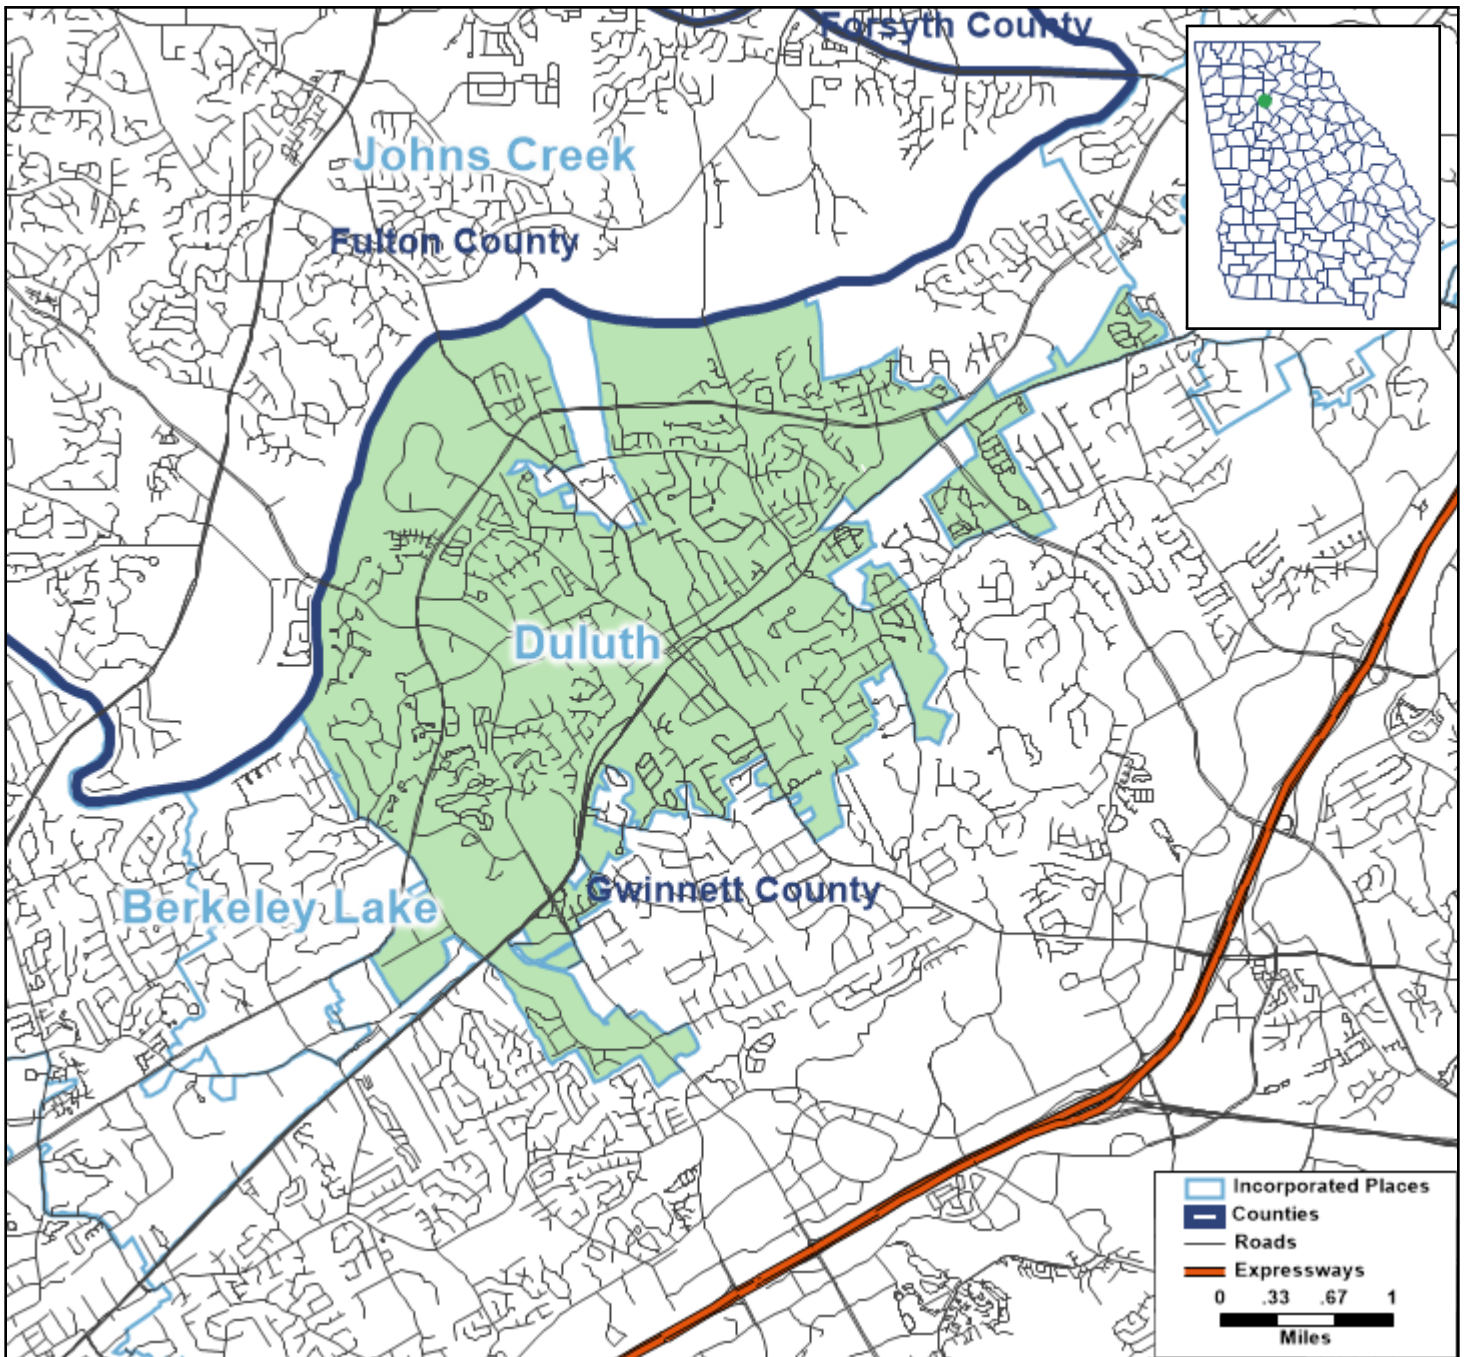 Forsyth County
Johns Creek
Fulton County
Duluth
Berkeley Lake
Gwinnett County
Incorporated Places
Counties
Roads
Expressways
0 .33 .67 1
Miles